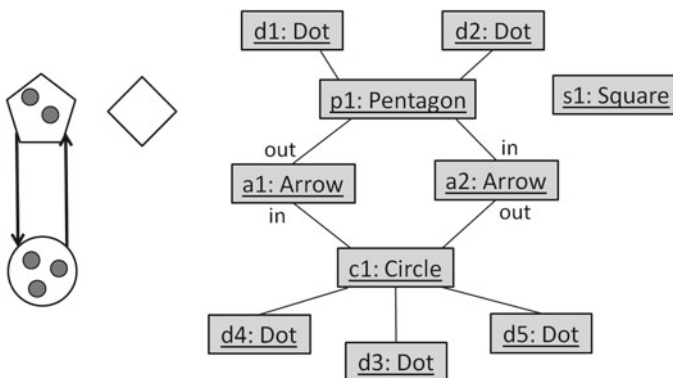 d1: Dot d2: Dot
p1: Pentagon s1: Square
out in
a1: Arrow a2: Arrow
in out
c1: Circle
d4: Dot d5: Dot
d3: Dot